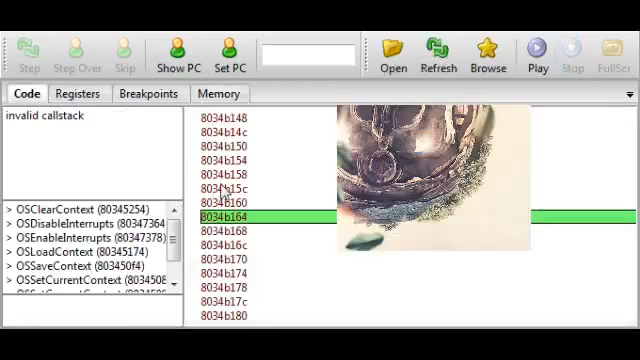 Step Step Over Skip Show PC Set PC Open Refresh Browse Play Stop FullScr
Code Registers Breakpoints Memory
invalid callstack
> OSClearContext (80345254)
> OSDisableInterrupts (80347364
> OSEnableInterrupts (80347378)
> OSLoadContext (80345174)
> OSSaveContext (803450f4)
> OSSetCurrentContext (8034508
8034b148
8034b14c
8034b150
8034b154
8034b158
8034b15c
8034b160
8034b164
8034b168
8034b16c
8034b170
8034b174
8034b178
8034b17c
8034b180